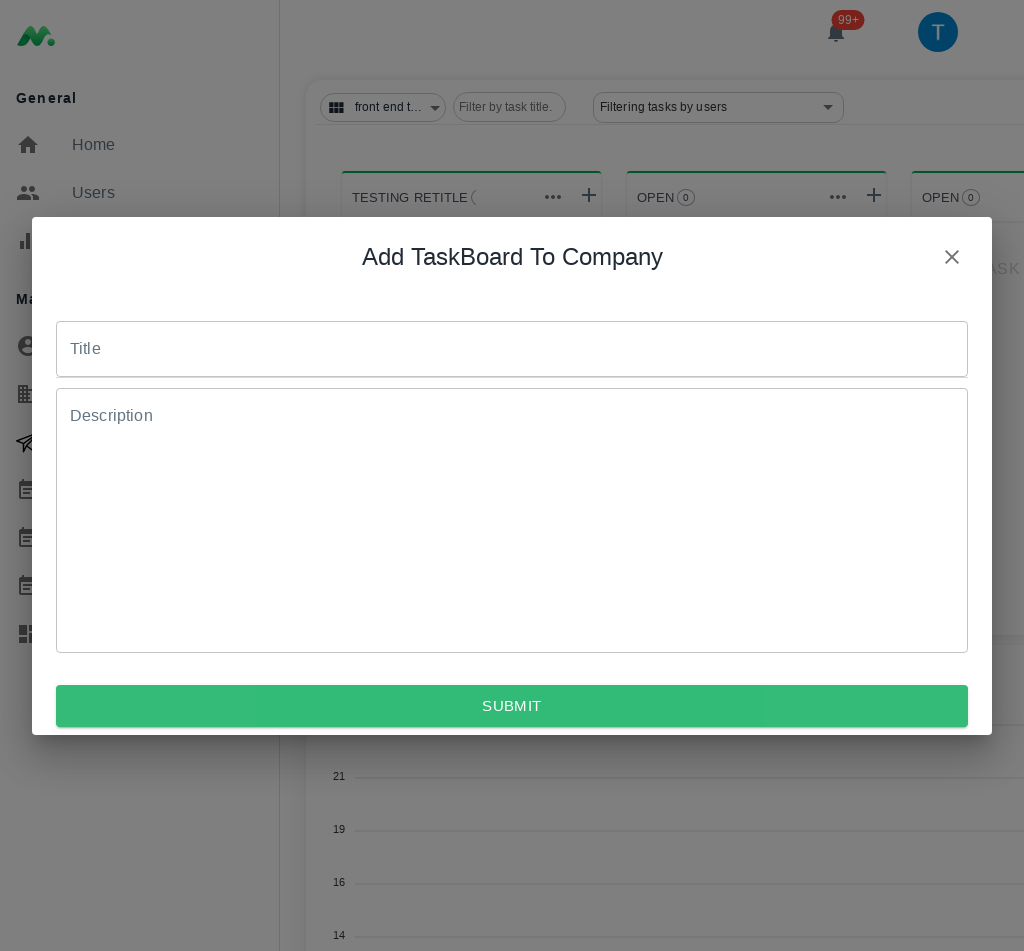 99+
T
General
front end t...
Filter by task title.
Filtering tasks by users
Home
Users
TESTING RETITLE
OPEN 0
OPEN 0
Add TaskBoard To Company
ASK
Title
Description
SUBMIT
21
19
16
14